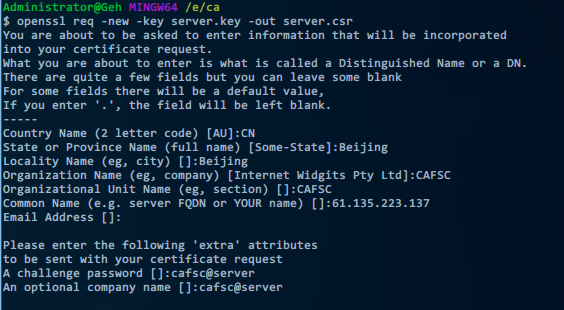 Administrator@Geh MINGW64 /e/ca
$ openssl req -new -key server.key -out server.csr
You are about to be asked to enter information that will be incorporated
into your certificate request.
What you are about to enter is what is called a Distinguished Name or a DN.
There are quite a few fields but you can leave some blank
For some fields there will be a default value,
If you enter '.', the field will be left blank.
-----
Country Name (2 letter code) [AU]:CN
State or Province Name (full name) [Some-State]:Beijing
Locality Name (eg, city) []:Beijing
Organization Name (eg, company) [Internet Widgits Pty Ltd]:CAFSC
Organizational Unit Name (eg, section) []:CAFSC
Common Name (e.g. server FQDN or YOUR name) []:61.135.223.137
Email Address []:

Please enter the following 'extra' attributes
to be sent with your certificate request
A challenge password []:cafsc@server
An optional company name []:cafsc@server